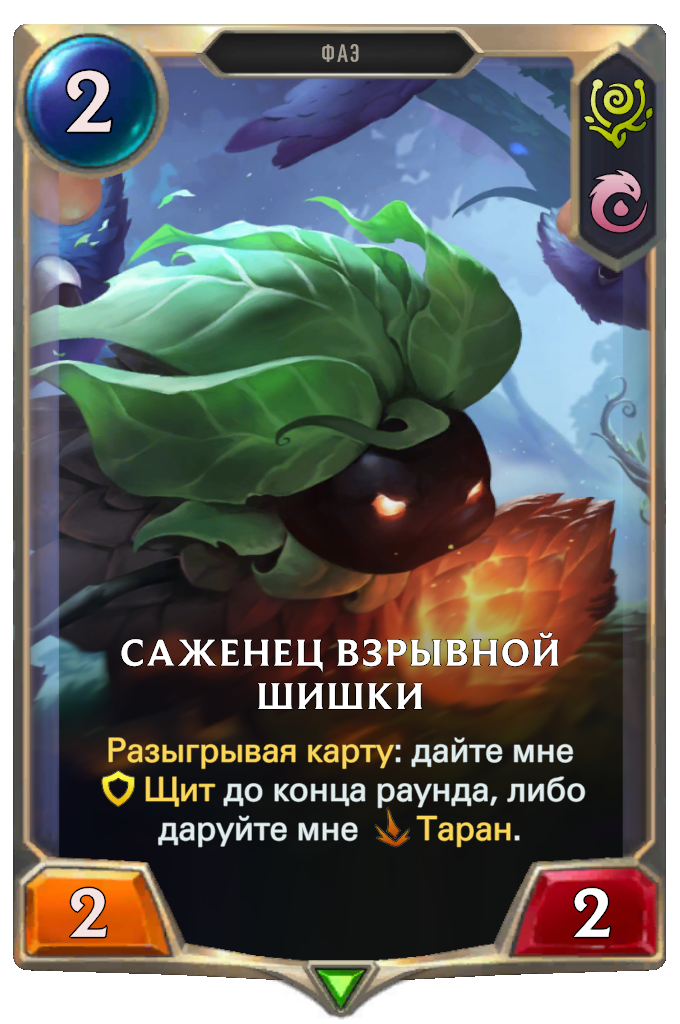 ФАЭ
2
САЖЕНЕЦ ВЗРЫВНОЙ
ШИШКИ
Разыгрывая карту: дайте мне
Щит до конца раунда, либо
даруйте мне Таран.
2
2